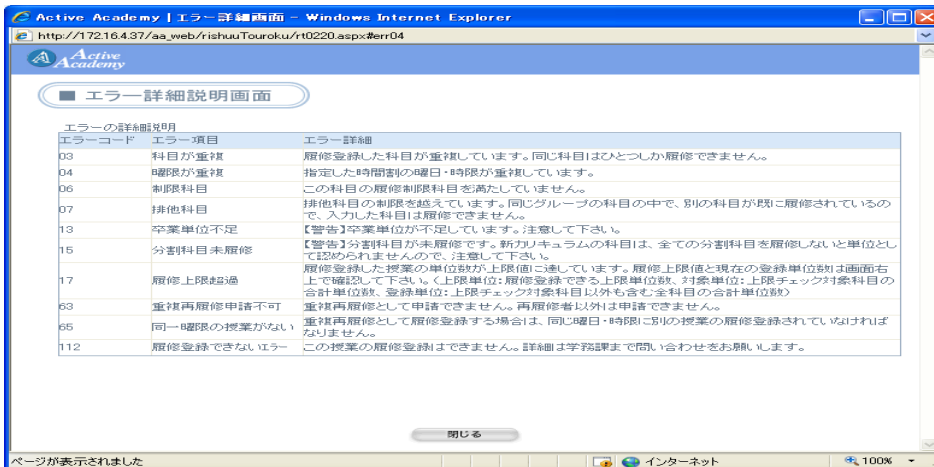 Active Academy | エラー詳細画面 - Windows Internet Explorer
http://172.16.4.37/aa_web/rishuuTouroku/rt0220.aspx#err04
Active
Academy
■ エラー詳細説明画面
エラーの詳細説明
エラーコード エラー項目 エラー詳細
03 科目が重複 履修登録した科目が重複しています。同じ科目はひとつしか履修できません。
04 曜限が重複 指定した時間割の曜日・時限が重複しています。
06 制限科目 この科目の履修制限科目を満たしていません。
07 排他科目 排他科目の制限を越えています。同じグループの科目の中で、別の科目が既に履修されているの
で、入力した科目は履修できません。
13 卒業単位不足 【警告】卒業単位が不足しています。注意して下さい。
15 分割科目未履修 【警告】分割科目が未履修です。新カリキュラムの科目は、全ての分割科目を履修しないと単位とし
て認められませんので、注意して下さい。
17 履修上限超過 履修登録した授業の単位数が上限値に達しています。履修上限値と現在の登録単位数は画面右
上で確認して下さい。(上限単位:履修登録できる上限単位数、対象単位:上限チェック対象科目の
合計単位数、登録単位:上限チェック対象科目以外も含む全科目の合計単位数)
63 重複再履修申請不可 重複再履修として申請できません。再履修者以外は申請できません。
65 同一曜限の授業がない 重複再履修として履修登録する場合は、同じ曜日・時限に別の授業の履修登録されていなければ
なりません。
112 履修登録できないエラー この授業の履修登録はできません。詳細は学務課まで問い合わせをお願いします。
閉じる
ページが表示されました インターネット 100%